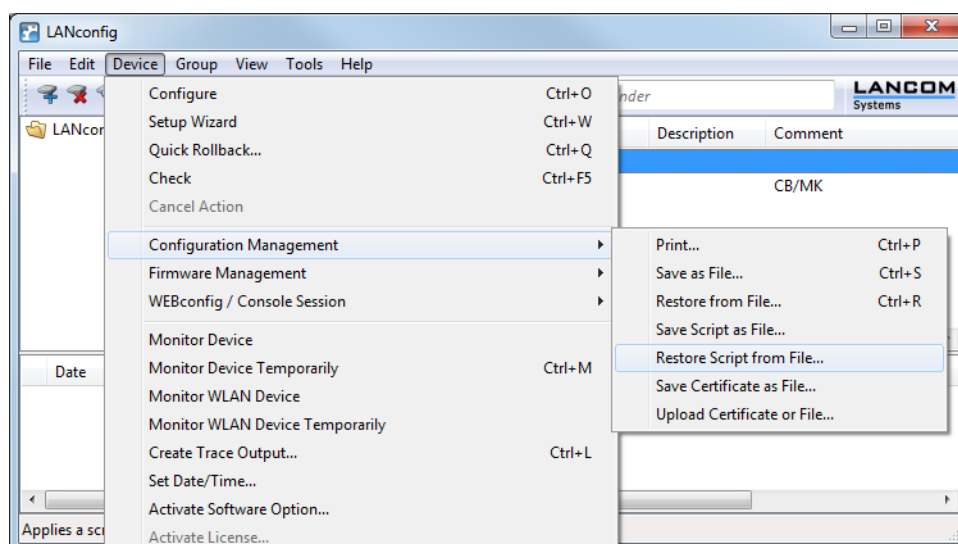 LANconfig
File Edit Device Group View Tools Help
LANCOM
Systems
Configure Ctrl+O
Setup Wizard Ctrl+W
Quick Rollback... Ctrl+Q
Check Ctrl+F5
Cancel Action
Configuration Management
Firmware Management
WEBconfig / Console Session
Monitor Device
Monitor Device Temporarily Ctrl+M
Monitor WLAN Device
Monitor WLAN Device Temporarily
Create Trace Output... Ctrl+L
Set Date/Time...
Activate Software Option...
Activate License...
Description Comment
CB/MK
Print... Ctrl+P
Save as File... Ctrl+S
Restore from File... Ctrl+R
Save Script as File...
Restore Script from File...
Save Certificate as File...
Upload Certificate or File...
Date
Applies a